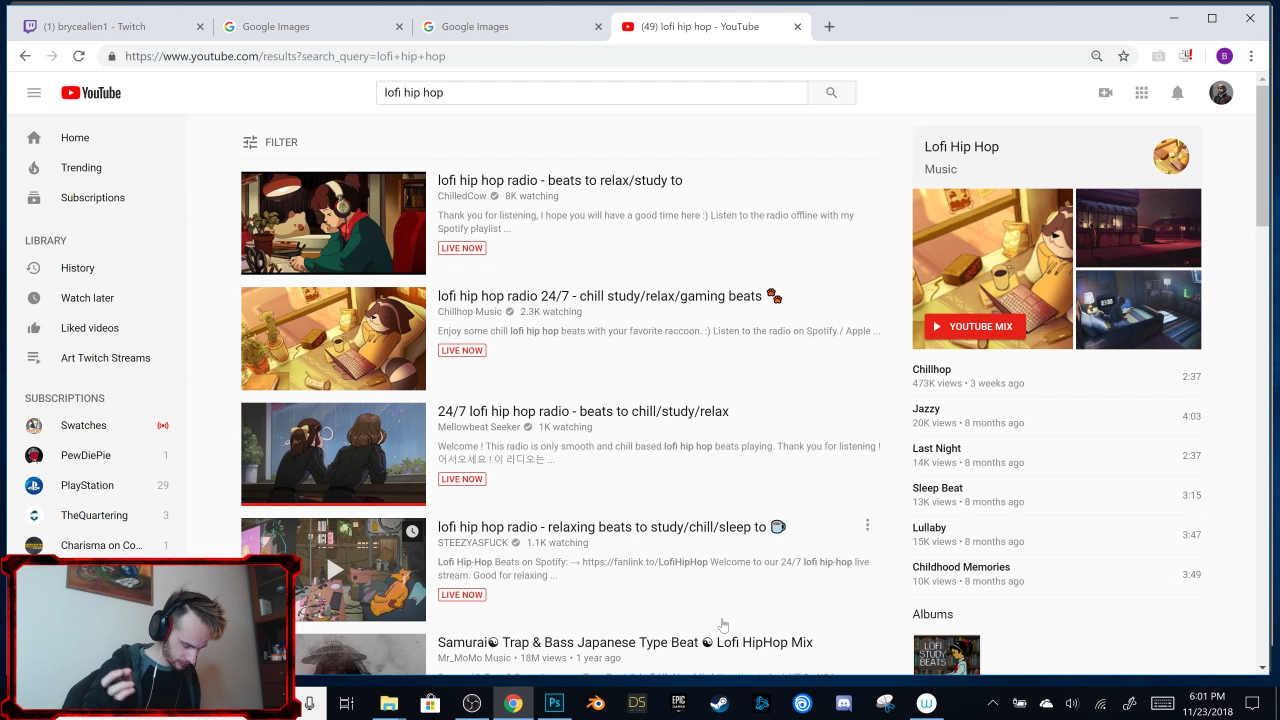 (1) bryceallen1 - Twitch
Google Images
Google Images
(49) lofi hip hop - YouTube
https://www.youtube.com/results?search_query=lofi+hip+hop
B
YouTube
lofi hip hop
Home
Trending
Subscriptions
LIBRARY
History
Watch later
Liked videos
Art Twitch Streams
SUBSCRIPTIONS
Swatches
PewDiePie 1
PlayStation 29
TheQuartering 3
Charisma on Co... 1
FILTER
lofi hip hop radio - beats to relax/study to
ChilledCow 8K watching
Thank you for listening, I hope you will have a good time here :) Listen to the radio offline with my
Spotify playlist ...
LIVE NOW
lofi hip hop radio 24/7 - chill study/relax/gaming beats 🐾
Chillhop Music 2.3K watching
Enjoy some chill lofi hip hop beats with your favorite raccoon. :) Listen to the radio on Spotify / Apple ...
LIVE NOW
24/7 lofi hip hop radio - beats to chill/study/relax
Mellowbeat Seeker 1K watching
Welcome ! This radio is only smooth and chill based lofi hip hop beats playing. Thank you for listening !
어서오세요 ! 이 라디오는 ...
LIVE NOW
lofi hip hop radio - relaxing beats to study/chill/sleep to
STEEZYASFUCK 1.1K watching
Lofi Hip-Hop Beats on Spotify: → https://fanlink.to/LofiHipHop Welcome to our 24/7 lofi hip-hop live
stream. Good for relaxing ...
LIVE NOW
Samurai☯ Trap & Bass Japanese Type Beat ☯ Lofi HipHop Mix
Mr_MoMo Music • 18M views • 1 year ago
Lofi Hip Hop
Music
YOUTUBE MIX
Chillhop 2:37
473K views • 3 weeks ago
Jazzy 4:03
20K views • 8 months ago
Last Night 2:37
14K views • 8 months ago
Sleep Beat 3:15
13K views • 8 months ago
Lullaby 3:47
15K views • 8 months ago
Childhood Memories 3:49
10K views • 8 months ago
Albums
LOFI
STUDY
BEATS
Ps
DS
EPIC
GAMES
W
6:01 PM
11/23/2018